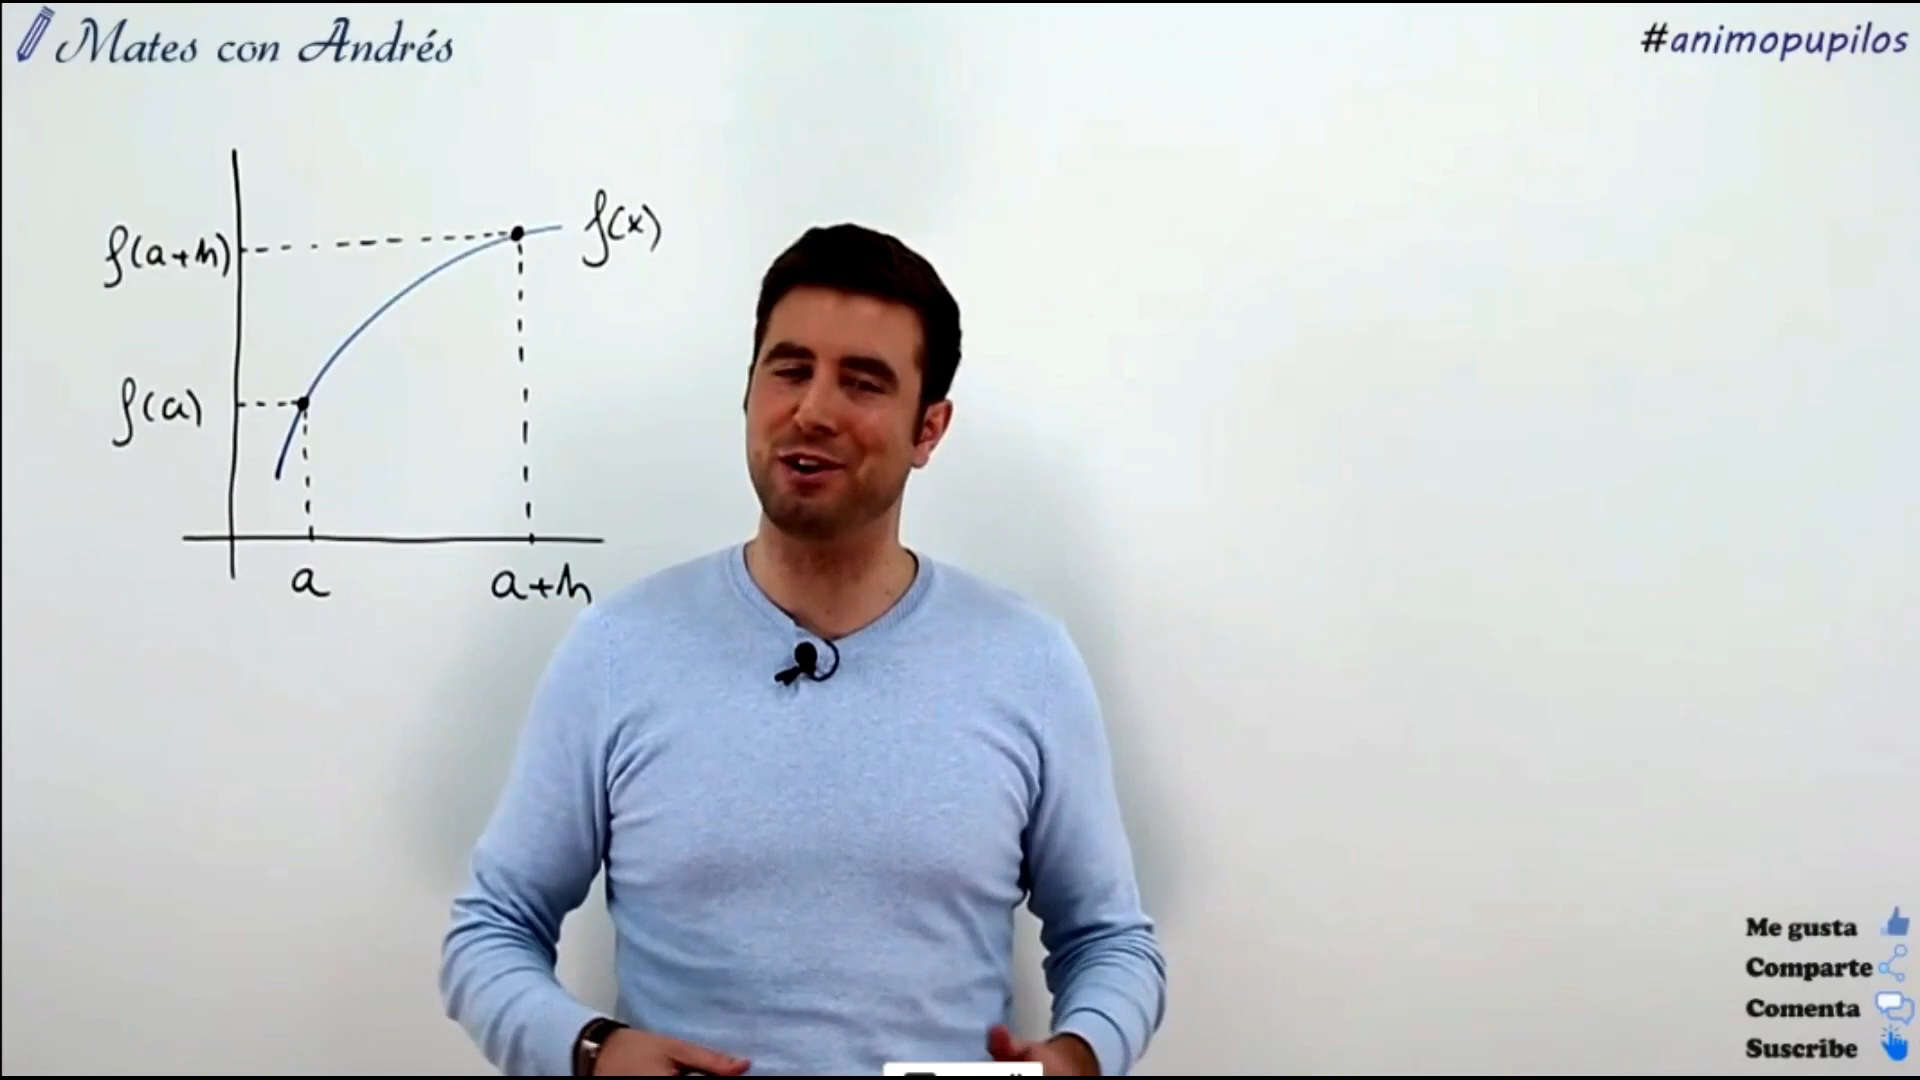 Mates con Andrés
#animopupilos
f(x)
f(a+h)
f(a)
a
a+h
Me gusta
Comparte
Comenta
Suscribe